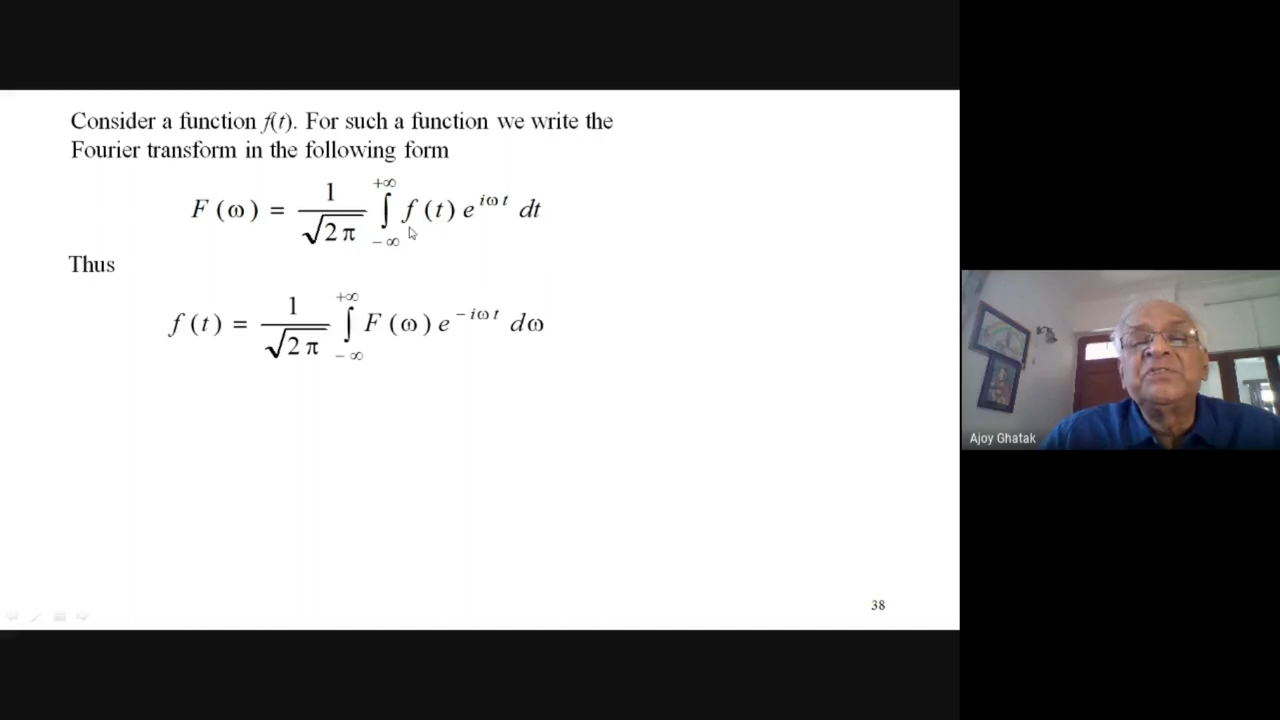 Consider a function f(t). For such a function we write the
Fourier transform in the following form
F (ω) = 1/√2π ∫_{-∞}^{+∞} f (t) e^{iωt} dt
Thus
f (t) = 1/√2π ∫_{-∞}^{+∞} F (ω) e^{-iωt} dω
Ajoy Ghatak
38